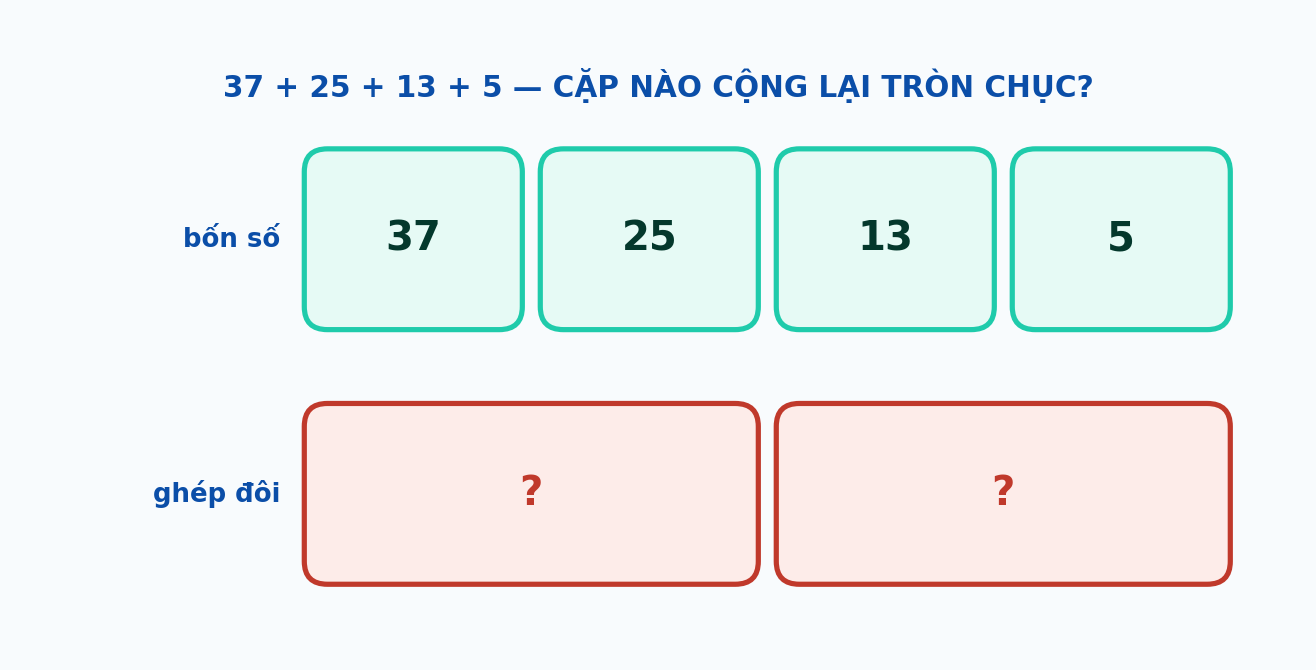 37 + 25 + 13 + 5 — CẶP NÀO CỘNG LẠI TRÒN CHỤC?
bốn số 37 25 13 5
ghép đôi ? ?